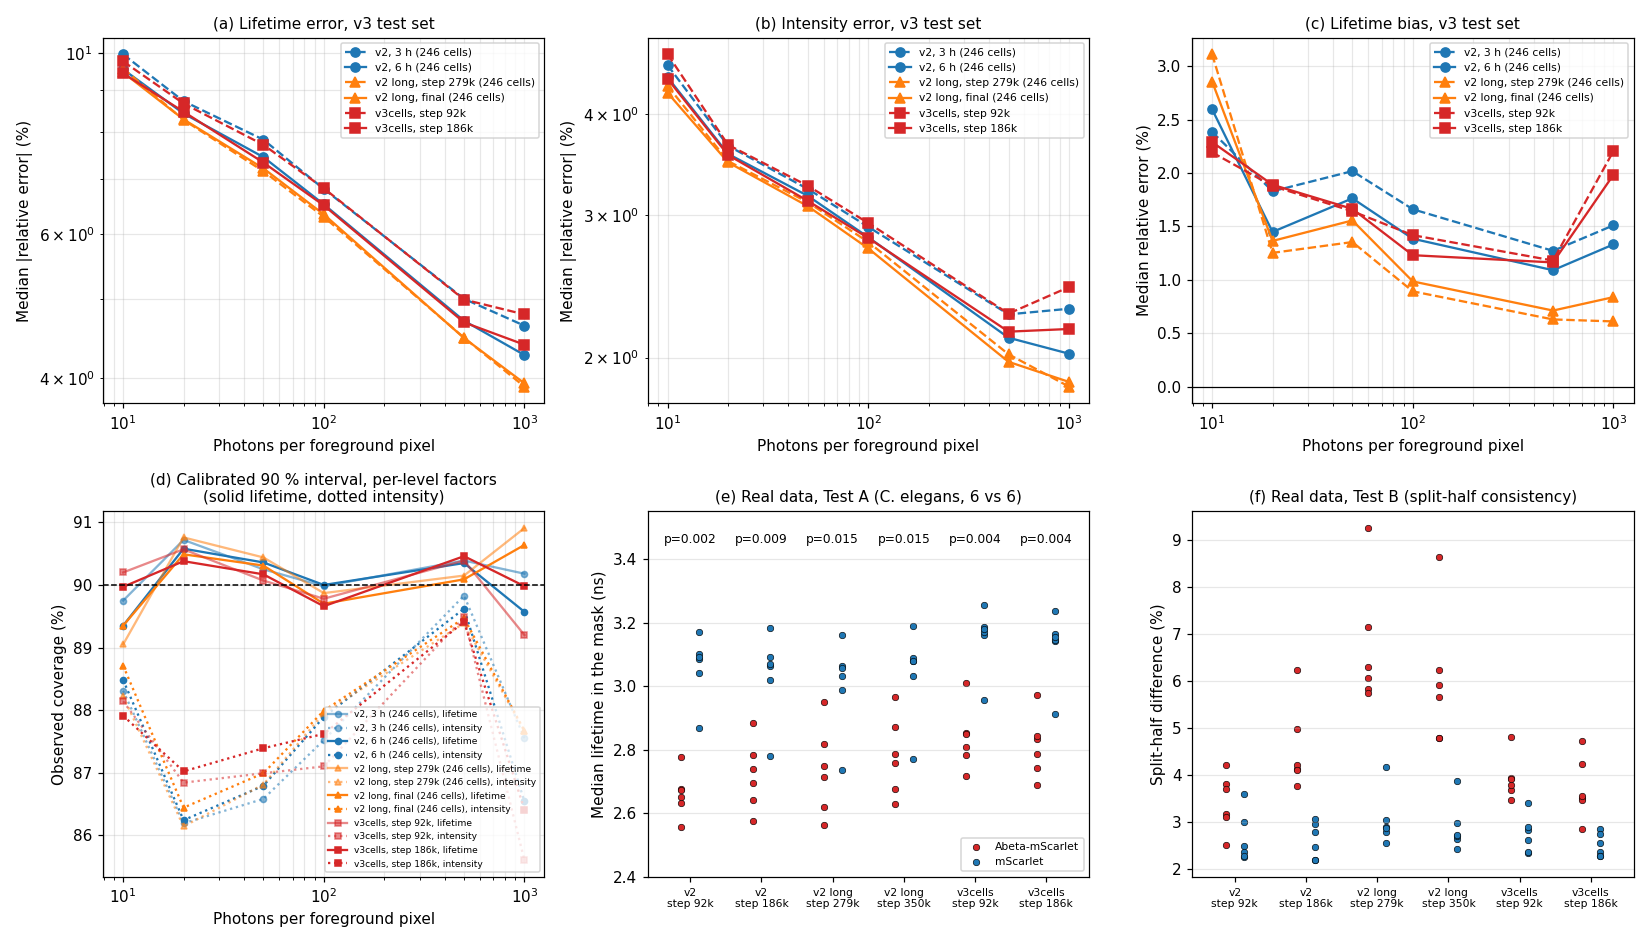 (a) Lifetime error, v3 test set
10¹
6 × 10⁰
4 × 10⁰
Median |relative error| (%)
v2, 3 h (246 cells)
v2, 6 h (246 cells)
v2 long, step 279k (246 cells)
v2 long, final (246 cells)
v3cells, step 92k
v3cells, step 186k
10¹ 10² 10³
Photons per foreground pixel
(b) Intensity error, v3 test set
4 × 10⁰
3 × 10⁰
2 × 10⁰
Median |relative error| (%)
v2, 3 h (246 cells)
v2, 6 h (246 cells)
v2 long, step 279k (246 cells)
v2 long, final (246 cells)
v3cells, step 92k
v3cells, step 186k
10¹ 10² 10³
Photons per foreground pixel
(c) Lifetime bias, v3 test set
3.0
2.5
2.0
1.5
1.0
0.5
0.0
Median relative error (%)
v2, 3 h (246 cells)
v2, 6 h (246 cells)
v2 long, step 279k (246 cells)
v2 long, final (246 cells)
v3cells, step 92k
v3cells, step 186k
10¹ 10² 10³
Photons per foreground pixel
(d) Calibrated 90 % interval, per-level factors
(solid lifetime, dotted intensity)
91
90
89
88
87
86
Observed coverage (%)
v2, 3 h (246 cells), lifetime
v2, 3 h (246 cells), intensity
v2, 6 h (246 cells), lifetime
v2, 6 h (246 cells), intensity
v2 long, step 279k (246 cells), lifetime
v2 long, step 279k (246 cells), intensity
v2 long, final (246 cells), lifetime
v2 long, final (246 cells), intensity
v3cells, step 92k, lifetime
v3cells, step 92k, intensity
v3cells, step 186k, lifetime
v3cells, step 186k, intensity
10¹ 10² 10³
Photons per foreground pixel
(e) Real data, Test A (C. elegans, 6 vs 6)
p=0.002 p=0.009 p=0.015 p=0.015 p=0.004 p=0.004
3.4
3.2
3.0
2.8
2.6
2.4
Median lifetime in the mask (ns)
Abeta-mScarlet
mScarlet
v2 v2 v2 long v2 long v3cells v3cells
step 92k step 186k step 279k step 350k step 92k step 186k
(f) Real data, Test B (split-half consistency)
9
8
7
6
5
4
3
2
Split-half difference (%)
v2 v2 v2 long v2 long v3cells v3cells
step 92k step 186k step 279k step 350k step 92k step 186k